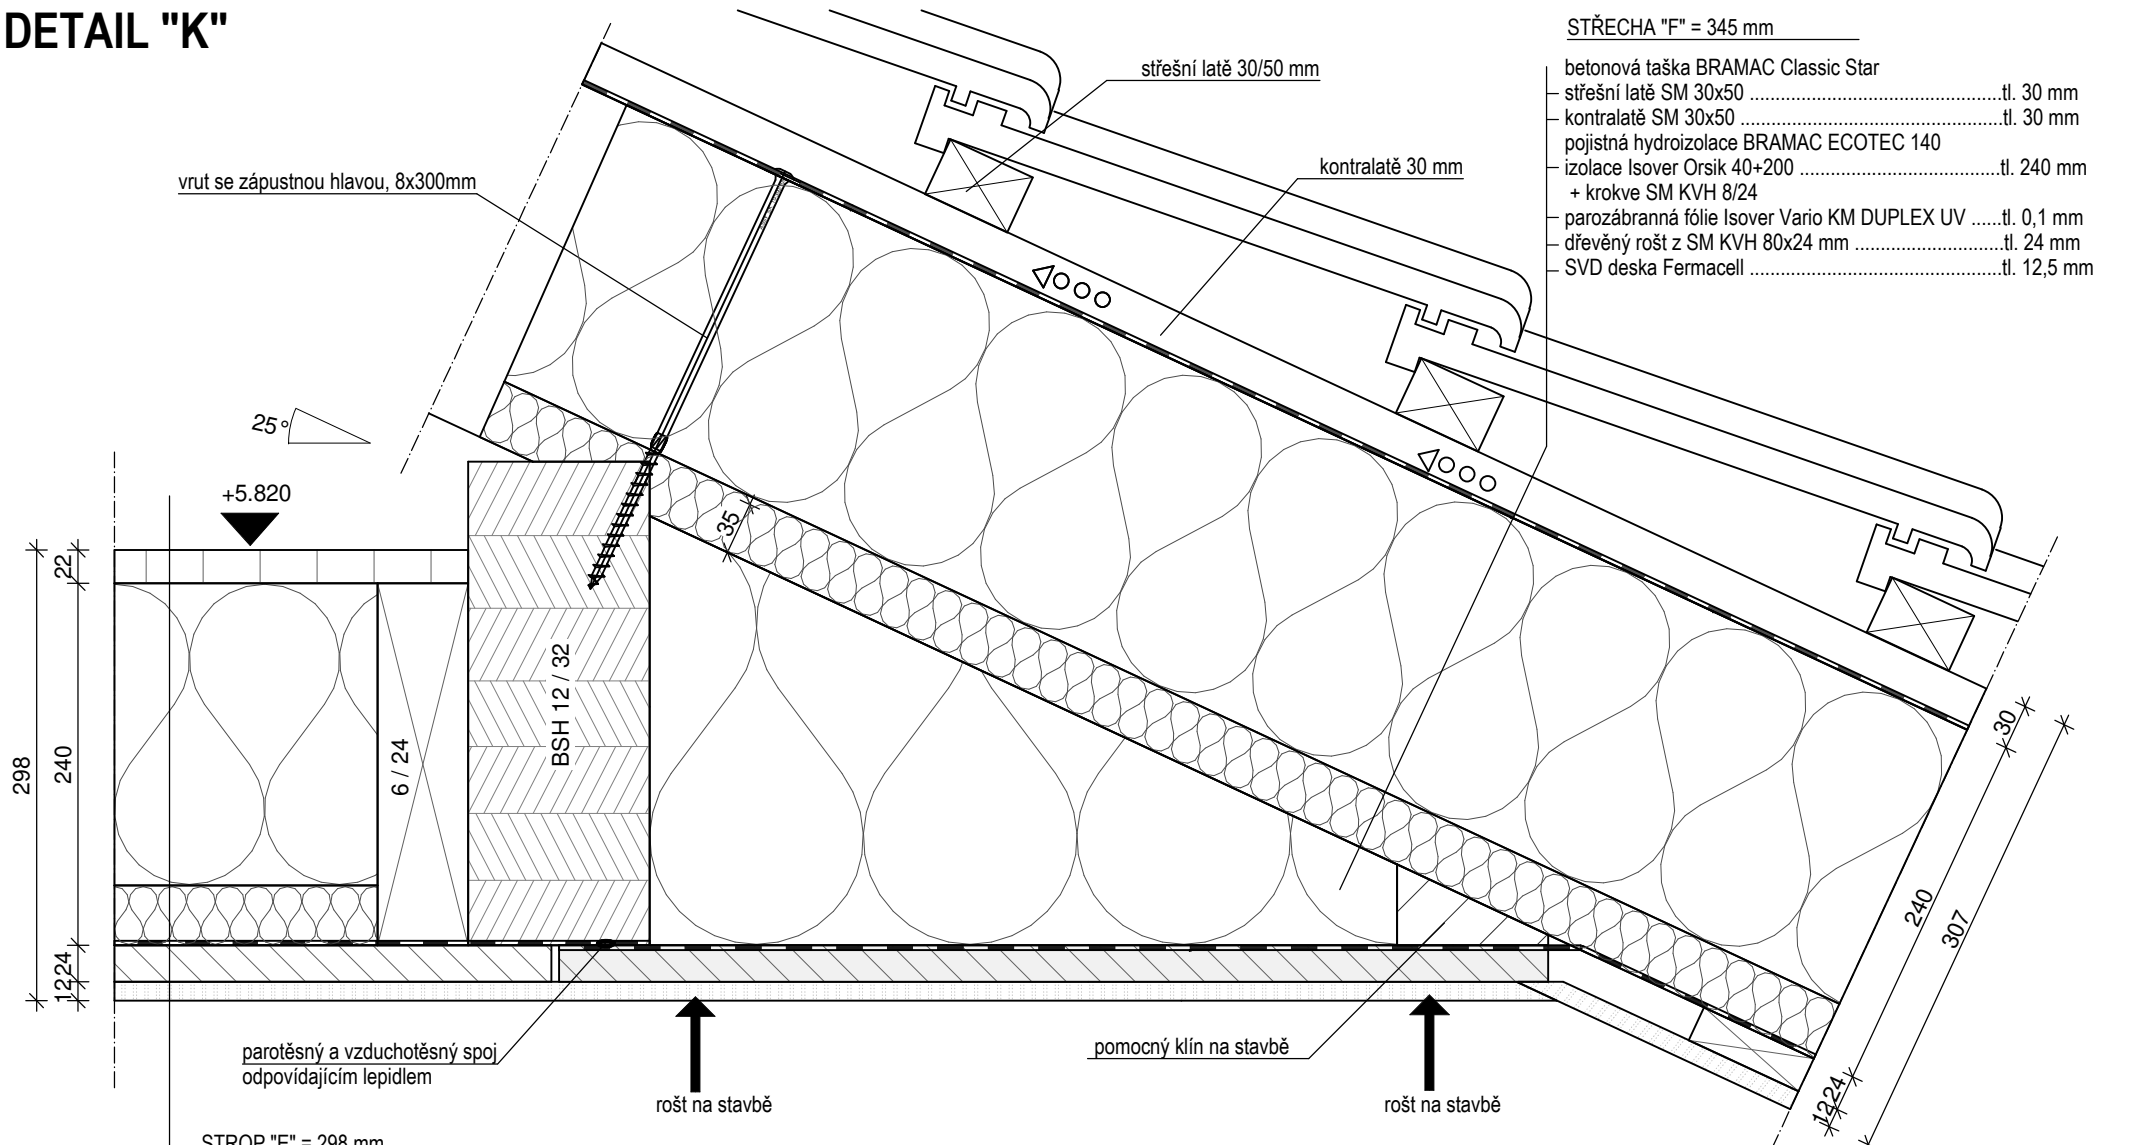 DETAIL "K"
STŘECHA "F" = 345 mm
betonová taška BRAMAC Classic Star
střešní latě SM 30x50 ...............................................tl. 30 mm
kontralatě SM 30x50 .................................................tl. 30 mm
pojistná hydroizolace BRAMAC ECOTEC 140
izolace Isover Orsik 40+200 .....................................tl. 240 mm
+ krokve SM KVH 8/24
parozábranná fólie Isover Vario KM DUPLEX UV ......tl. 0,1 mm
dřevěný rošt z SM KVH 80x24 mm ...........................tl. 24 mm
SVD deska Fermacell ...............................................tl. 12,5 mm
střešní latě 30/50 mm
kontralatě 30 mm
vrut se zápustnou hlavou, 8x300mm
25°
+5.820
35
22
240
298
24
12
6 / 24
BSH 12 / 32
30
240
307
24
12
parotěsný a vzduchotěsný spoj
odpovídajícím lepidlem
pomocný klín na stavbě
rošt na stavbě
rošt na stavbě
STROP "E" = 298 mm